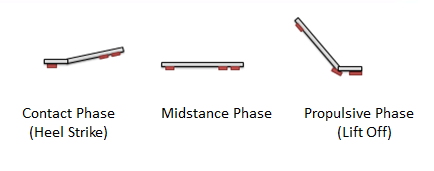 Contact Phase
(Heel Strike)
Midstance Phase
Propulsive Phase
(Lift Off)